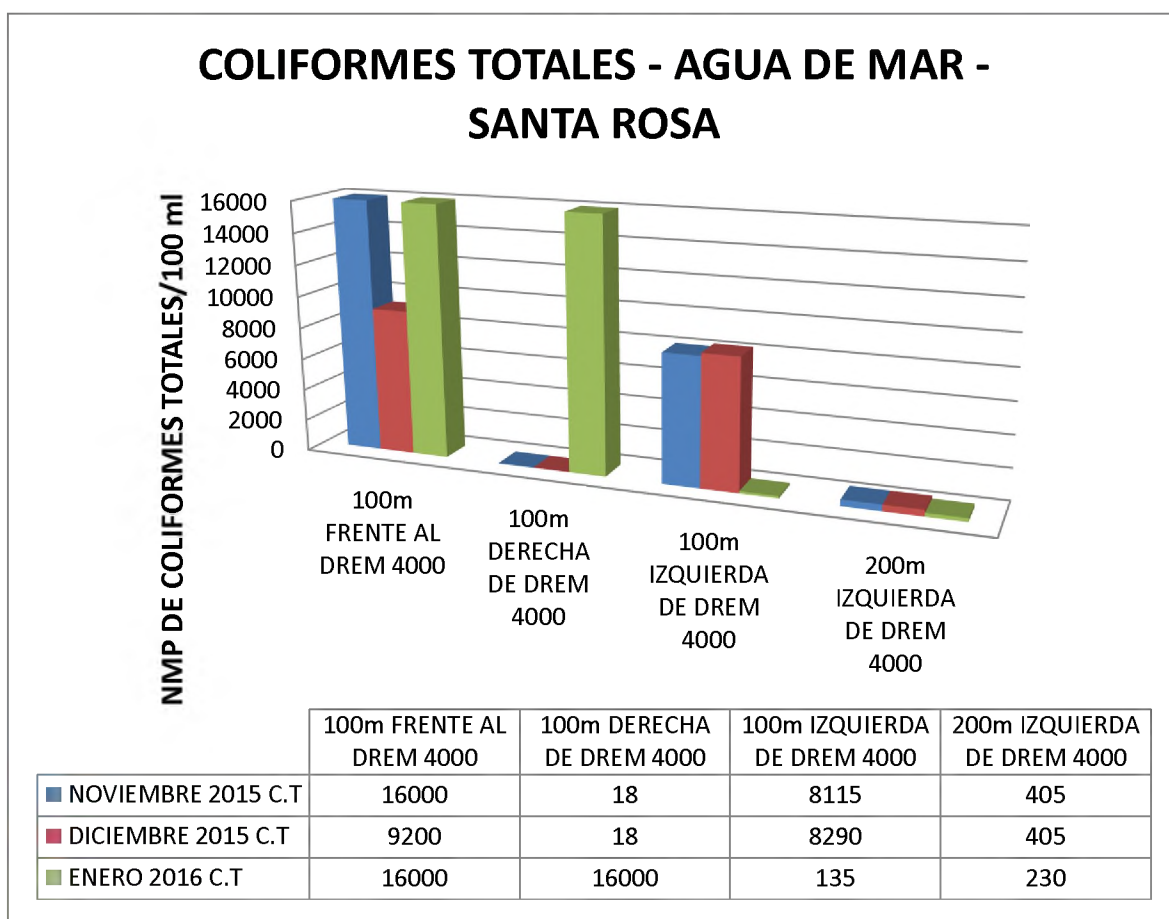 COLIFORMES TOTALES - AGUA DE MAR -
SANTA ROSA
NMP DE COLIFORMES TOTALES/100 ml
16000
14000
12000
10000
8000
6000
4000
2000
0
100m
FRENTE AL
DREM 4000
100m
DERECHA
DE DREM
4000
100m
IZQUIERDA
DE DREM
4000
200m
IZQUIERDA
DE DREM
4000
100m FRENTE AL
DREM 4000
100m DERECHA
DE DREM 4000
100m IZQUIERDA
DE DREM 4000
200m IZQUIERDA
DE DREM 4000
NOVIEMBRE 2015 C.T 16000 18 8115 405
DICIEMBRE 2015 C.T 9200 18 8290 405
ENERO 2016 C.T 16000 16000 135 230